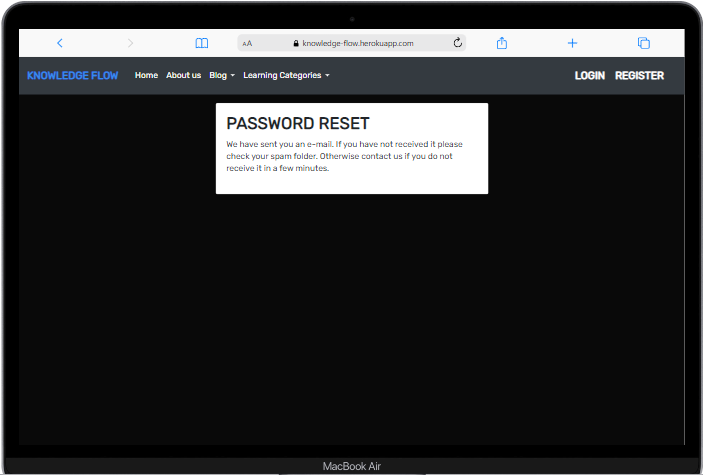 AA knowledge-flow.herokuapp.com
KNOWLEDGE FLOW Home About us Blog Learning Categories LOGIN REGISTER
PASSWORD RESET
We have sent you an e-mail. If you have not received it please
check your spam folder. Otherwise contact us if you do not
receive it in a few minutes.
MacBook Air